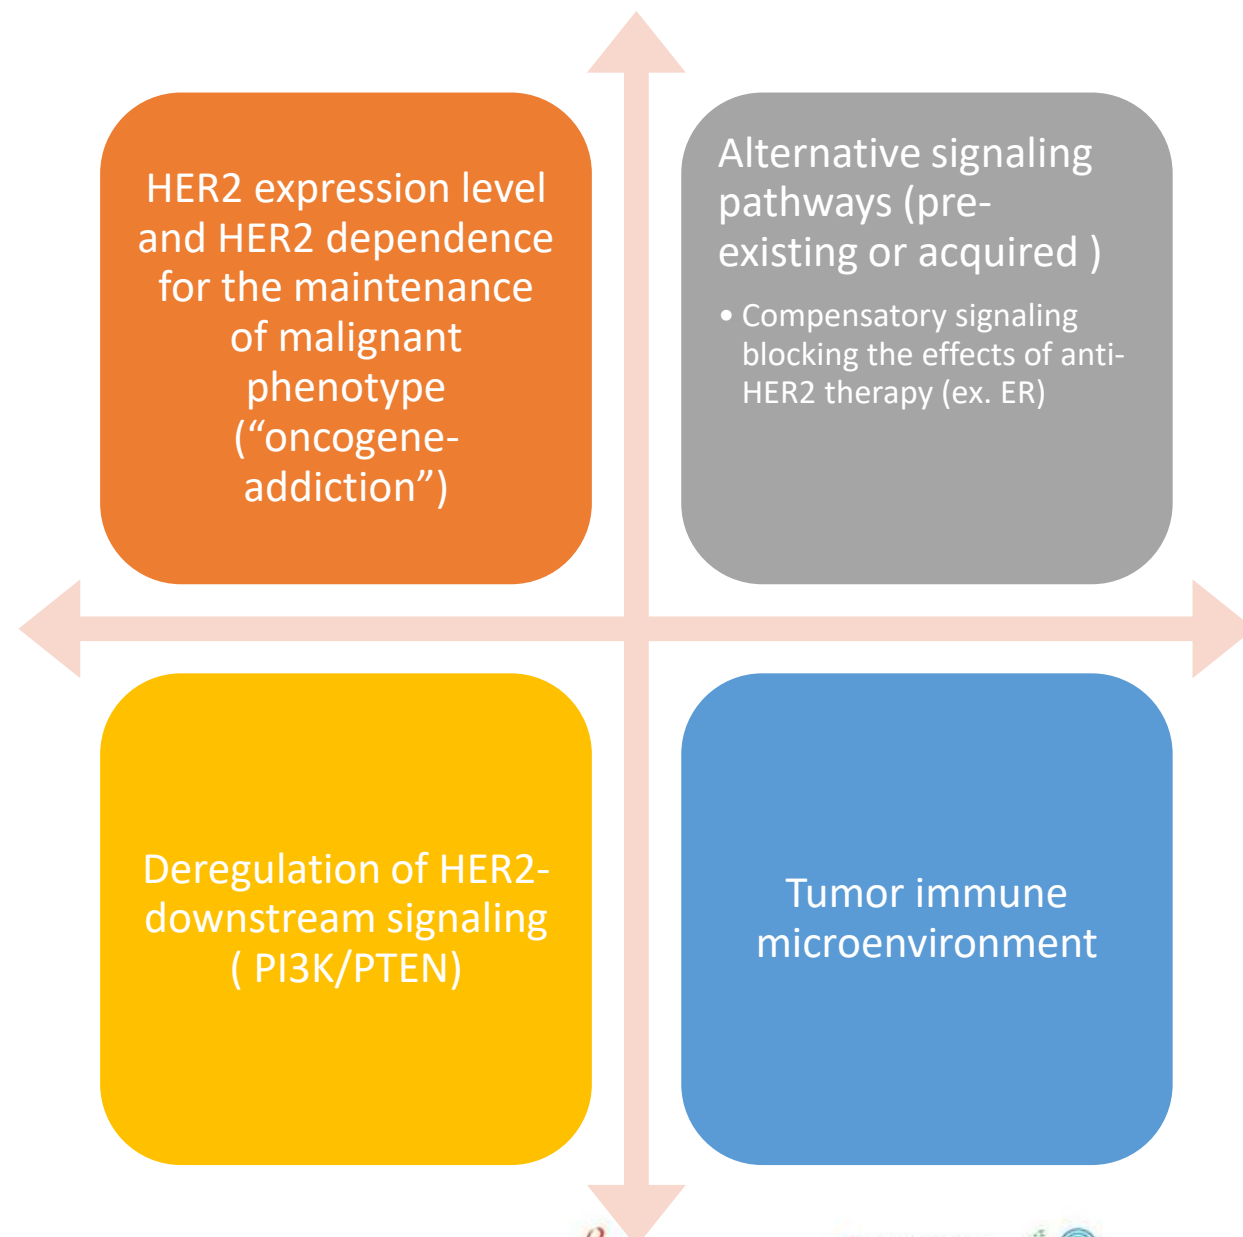 HER2 expression level
and HER2 dependence
for the maintenance
of malignant
phenotype
(“oncogene-
addiction”)
Alternative signaling
pathways (pre-
existing or acquired )
• Compensatory signaling
blocking the effects of anti-
HER2 therapy (ex. ER)
Deregulation of HER2-
downstream signaling
( PI3K/PTEN)
Tumor immune
microenvironment